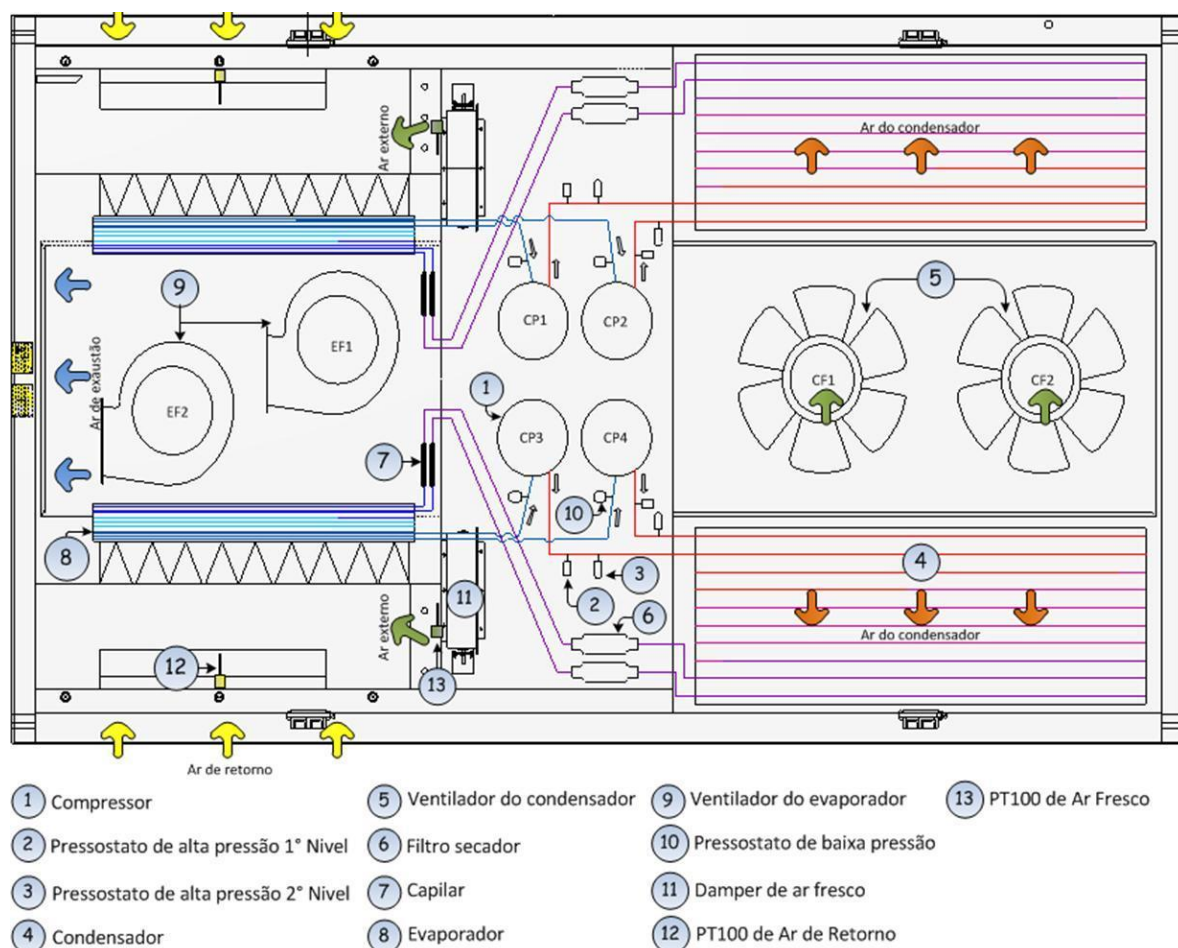 Ar externo
Ar do condensador
9
CP1
CP2
5
EF1
CF1
CF2
Ar de exaustão
EF2
1
CP3
CP4
7
10
8
3
4
2
11
6
Ar externo
Ar do condensador
12
13
Ar de retorno
1 Compressor
2 Pressostato de alta pressão 1° Nivel
3 Pressostato de alta pressão 2° Nivel
4 Condensador
5 Ventilador do condensador
6 Filtro secador
7 Capilar
8 Evaporador
9 Ventilador do evaporador
10 Pressostato de baixa pressão
11 Damper de ar fresco
12 PT100 de Ar de Retorno
13 PT100 de Ar Fresco